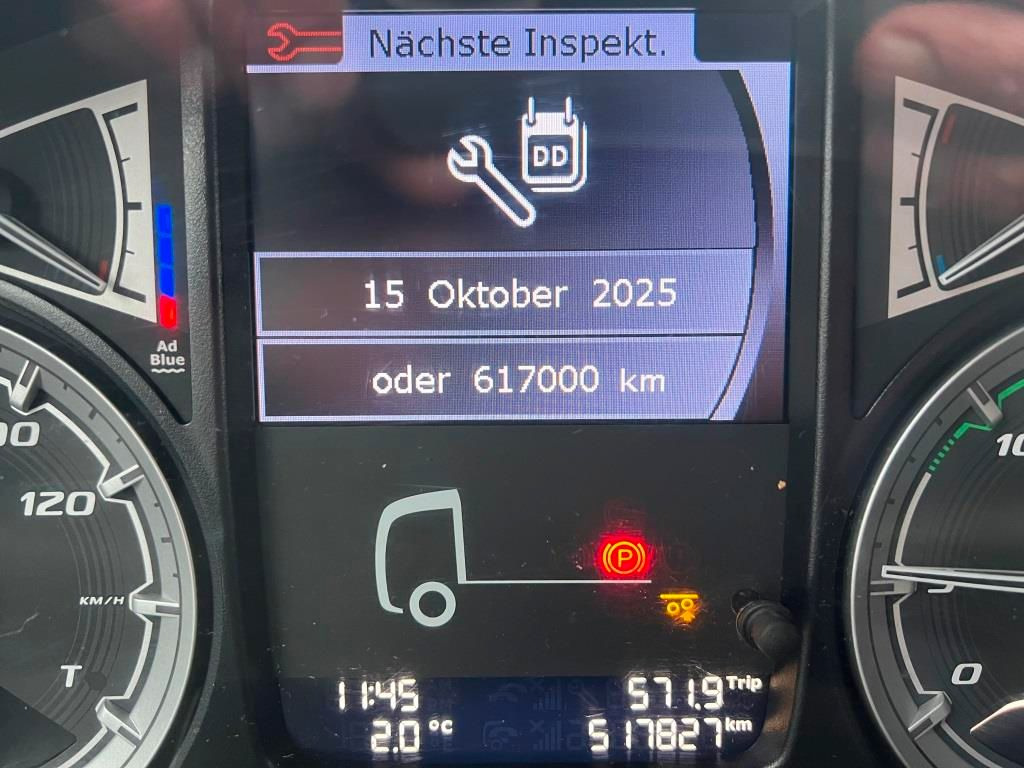 Nächste Inspekt.
DD
15 Oktober 2025
oder 617000 km
Ad
Blue
120
KM/H
T
P
0
11:45
571.9 Trip
2.0 °C
517827 km